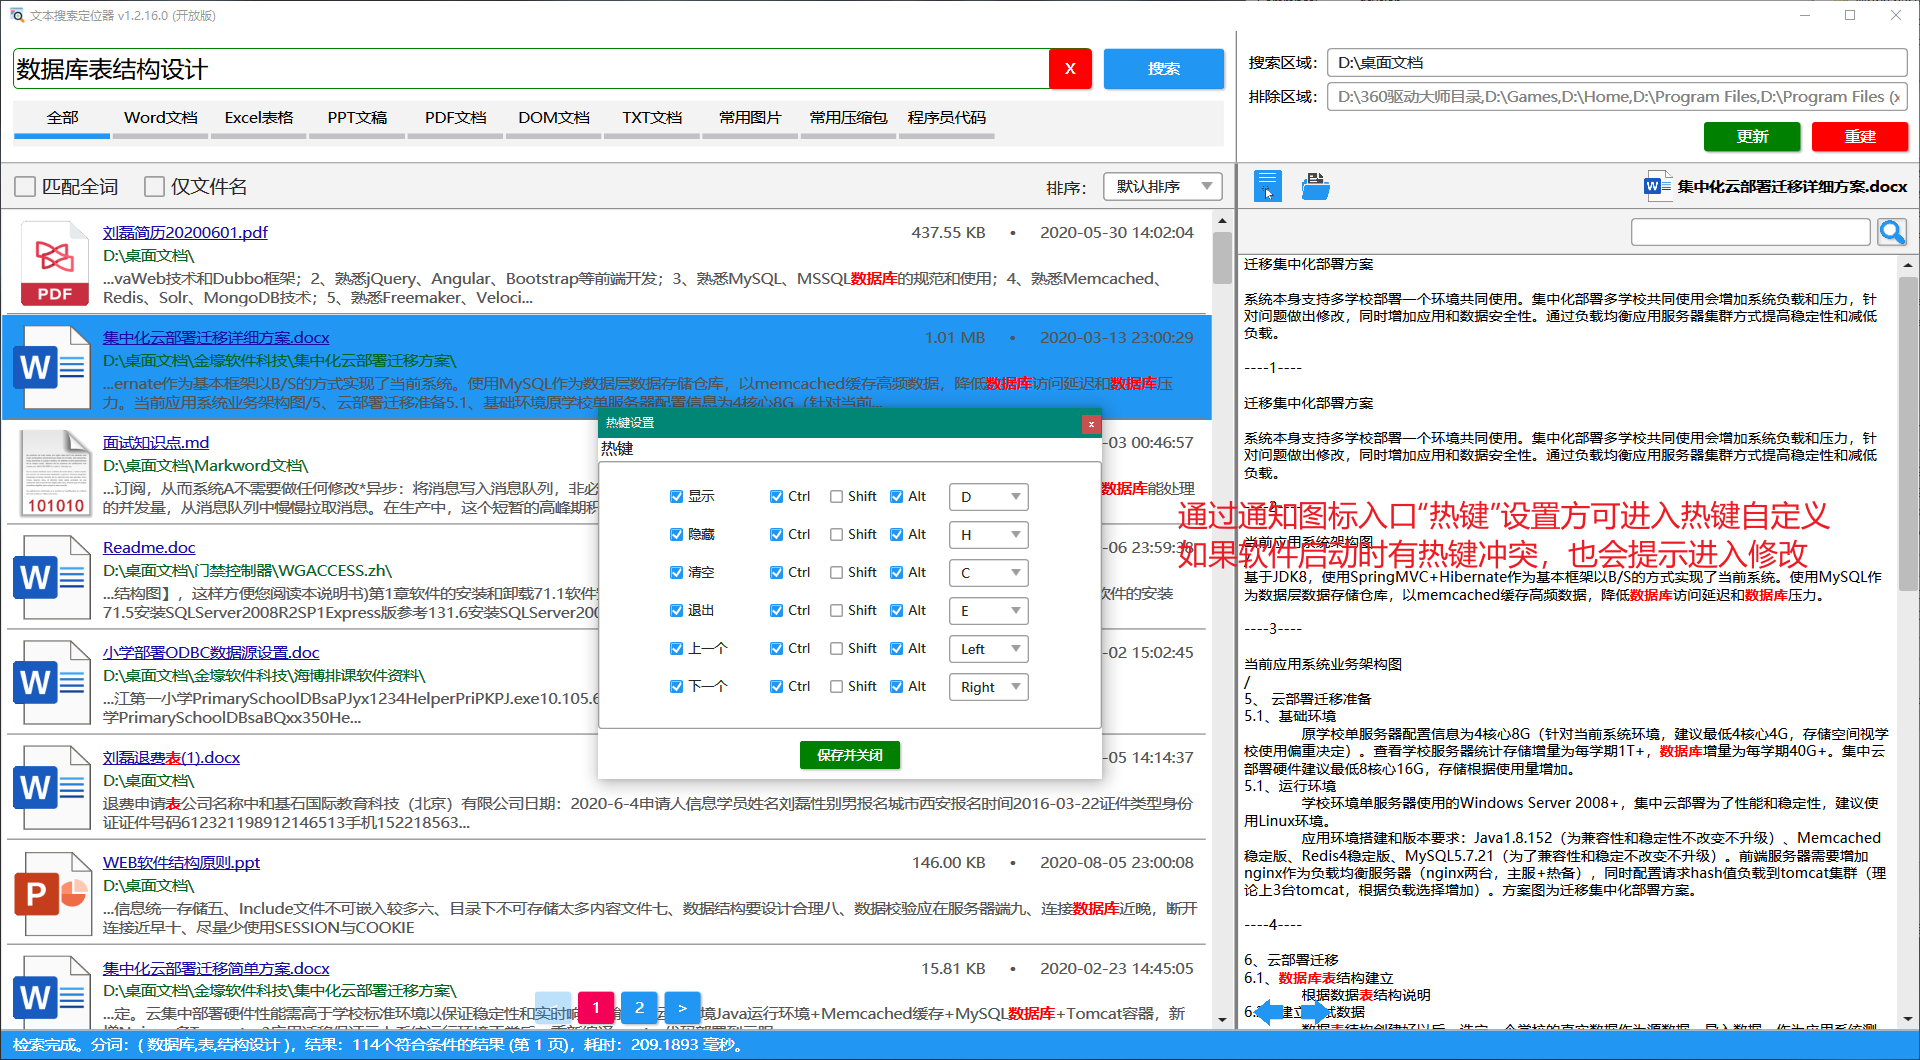 文本搜索定位器 v1.2.16.0 (开放版)
数据库表结构设计
X
搜索
全部 Word文档 Excel表格 PPT文稿 PDF文档 DOM文档 TXT文档 常用图片 常用压缩包 程序员代码
搜索区域： D:\桌面文档
排除区域： D:\360驱动大师目录,D:\Games,D:\Home,D:\Program Files,D:\Program Files (x
更新 重建
匹配全词 仅文件名 排序： 默认排序
刘磊简历20200601.pdf 437.55 KB • 2020-05-30 14:02:04
D:\桌面文档\
...vaWeb技术和Dubbo框架；2、熟悉jQuery、Angular、Bootstrap等前端开发；3、熟悉MySQL、MSSQL数据库的规范和使用；4、熟悉Memcached、
Redis、Solr、MongoDB技术；5、熟悉Freemaker、Veloci...
PDF
集中化云部署迁移详细方案.docx 1.01 MB • 2020-03-13 23:00:29
D:\桌面文档\金壕软件科技\集中化云部署迁移方案\
...ernate作为基本框架以B/S的方式实现了当前系统。使用MySQL作为数据层数据存储仓库，以memcached缓存高频数据，降低数据库访问延迟和数据库压
力。当前应用系统业务架构图/5、云部署迁移准备5.1、基础环境原学校单服务器配置信息为4核心8G（针对当前...
W
面试知识点.md -03 00:46:57
D:\桌面文档\Markword文档\
...订阅，从而系统A不需要做任何修改*异步：将消息写入消息队列，非必 数据库能处理
的并发量，从消息队列中慢慢拉取消息。在生产中，这个短暂的高峰期积
101010
Readme.doc -06 23:59:38
D:\桌面文档\门禁控制器\WGACCESS.zh\
...结构图】，这样方便您阅读本说明书)第1章软件的安装和卸载71.1软件 软件的安装
71.5安装SQLServer2008R2SP1Express版参考131.6安装SQLServer200
W
小学部署ODBC数据源设置.doc -02 15:02:45
D:\桌面文档\金壕软件科技\海博排课软件资料\
...江第一小学PrimarySchoolDBsaPJyx1234HelperPriPKPJ.exe10.105.6
学PrimarySchoolDBsaBQxx350He...
W
刘磊退费表(1).docx -05 14:14:37
D:\桌面文档\
退费申请表公司名称中和基石国际教育科技（北京）有限公司日期：2020-6-4申请人信息学员姓名刘磊性别男报名城市西安报名时间2016-03-22证件类型身份
证证件号码612321198912146513手机152218563...
W
WEB软件结构原则.ppt 146.00 KB • 2020-08-05 23:00:08
D:\桌面文档\
...信息统一存储五、Include文件不可嵌入较多六、目录下不可存储太多内容文件七、数据结构要设计合理八、数据校验应在服务器端九、连接数据库近晚，断开
连接近早十、尽量少使用SESSION与COOKIE
P
集中化云部署迁移简单方案.docx 15.81 KB • 2020-02-23 14:45:05
D:\桌面文档\金壕软件科技\集中化云部署迁移方案\
...定。云集中部署硬件性能需高于学校标准环境以保证稳定性和实时响 境Java运行环境+Memcached缓存+MySQL数据库+Tomcat容器，新
W
1 2 >
热键设置 x
热键
显示 Ctrl Shift Alt D
隐藏 Ctrl Shift Alt H
清空 Ctrl Shift Alt C
退出 Ctrl Shift Alt E
上一个 Ctrl Shift Alt Left
下一个 Ctrl Shift Alt Right
保存并关闭
通过通知图标入口“热键”设置方可进入热键自定义
如果软件启动时有热键冲突，也会提示进入修改
W 集中化云部署迁移详细方案.docx
迁移集中化部署方案
系统本身支持多学校部署一个环境共同使用。集中化部署多学校共同使用会增加系统负载和压力，针
对问题做出修改，同时增加应用和数据安全性。通过负载均衡应用服务器集群方式提高稳定性和减低
负载。
----1----
迁移集中化部署方案
系统本身支持多学校部署一个环境共同使用。集中化部署多学校共同使用会增加系统负载和压力，针
对问题做出修改，同时增加应用和数据安全性。通过负载均衡应用服务器集群方式提高稳定性和减低
负载。
----2----
当前应用系统架构图
基于JDK8，使用SpringMVC+Hibernate作为基本框架以B/S的方式实现了当前系统。使用MySQL作
为数据层数据存储仓库，以memcached缓存高频数据，降低数据库访问延迟和数据库压力。
----3----
当前应用系统业务架构图
/
5、 云部署迁移准备
5.1、基础环境
原学校单服务器配置信息为4核心8G（针对当前系统环境，建议最低4核心4G，存储空间视学
校使用偏重决定）。查看学校服务器统计存储增量为每学期1T+，数据库增量为每学期40G+。集中云
部署硬件建议最低8核心16G，存储根据使用量增加。
5.1、运行环境
学校环境单服务器使用的Windows Server 2008+，集中云部署为了性能和稳定性，建议使
用Linux环境。
应用环境搭建和版本要求：Java1.8.152（为兼容性和稳定性不改变不升级）、Memcached
稳定版、Redis4稳定版、MySQL5.7.21（为了兼容性和稳定不改变不升级）。前端服务器需要增加
nginx作为负载均衡服务器（nginx两台，主服+热备），同时配置请求hash值负载到tomcat集群（理
论上3台tomcat，根据负载选择增加）。方案图为迁移集中化部署方案。
----4----
6、云部署迁移
6.1、数据库表结构建立
根据数据表结构说明
检索完成。分词：( 数据库,表,结构设计 )，结果：114个符合条件的结果 (第 1 页)，耗时：209.1893 毫秒。